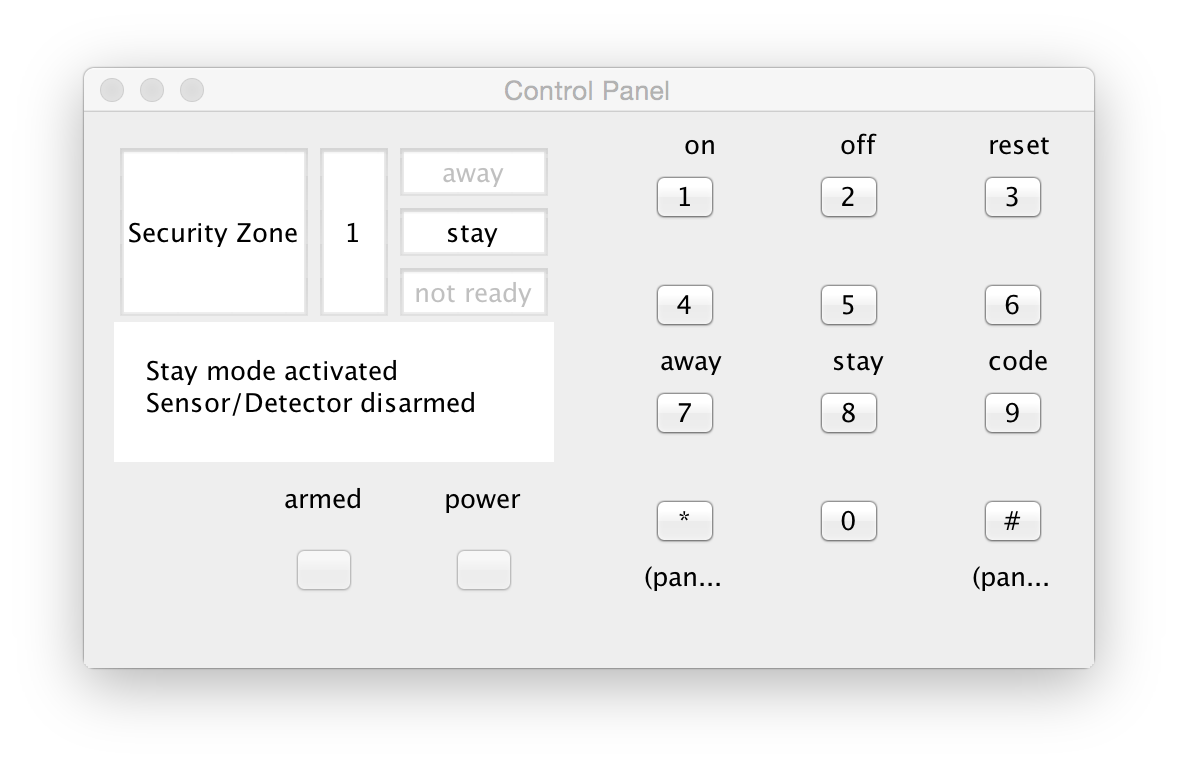 Control Panel
Security Zone
1
away
stay
not ready
Stay mode activated
Sensor/Detector disarmed
armed power
on off reset
1 2 3
4 5 6
away stay code
7 8 9
* 0 #
(pan... (pan...